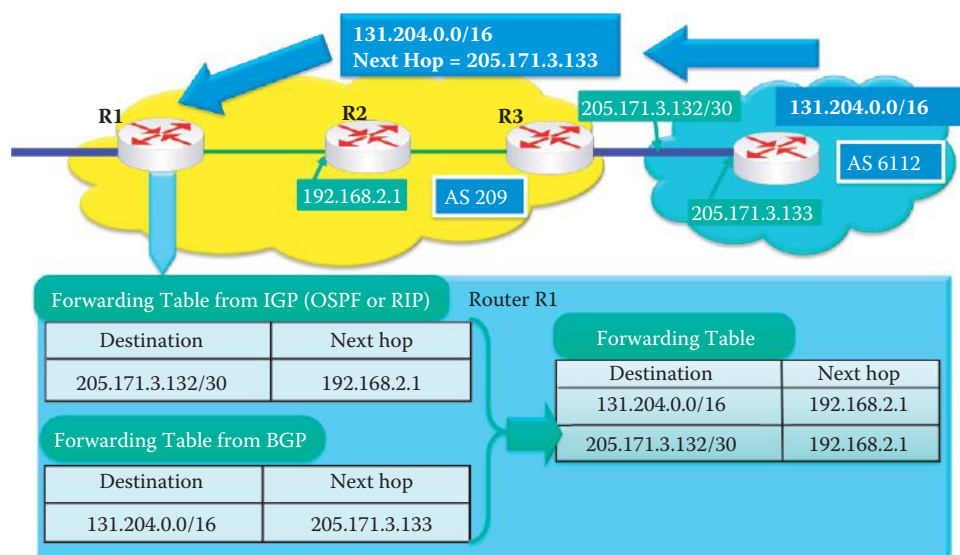 131.204.0.0/16
Next Hop = 205.171.3.133
R1
R2
R3
205.171.3.132/30
131.204.0.0/16
192.168.2.1
AS 209
AS 6112
205.171.3.133
Forwarding Table from IGP (OSPF or RIP)
Router R1
Destination Next hop
205.171.3.132/30 192.168.2.1
Forwarding Table from BGP
Destination Next hop
131.204.0.0/16 205.171.3.133
Forwarding Table
Destination Next hop
131.204.0.0/16 192.168.2.1
205.171.3.132/30 192.168.2.1